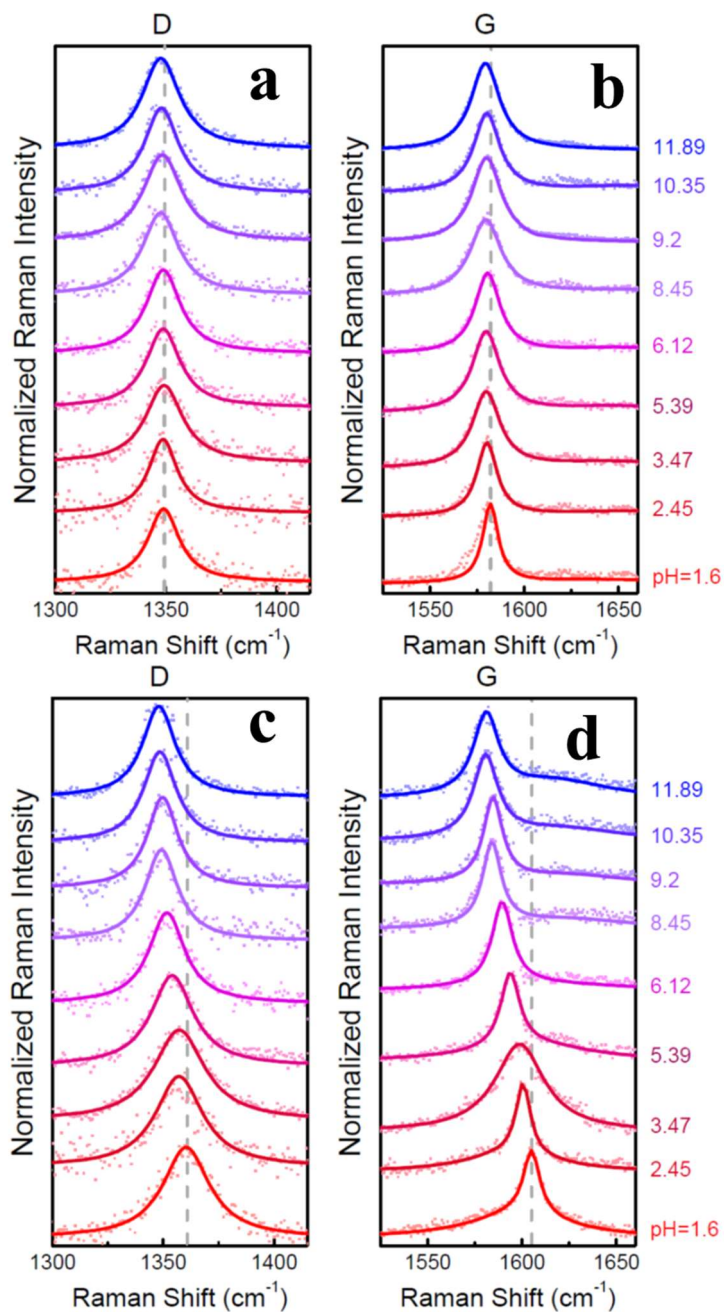 D
G
a
b
Normalized Raman Intensity
Normalized Raman Intensity
11.89
10.35
9.2
8.45
6.12
5.39
3.47
2.45
pH=1.6
1300 1350 1400
1550 1600 1650
Raman Shift (cm⁻¹)
Raman Shift (cm⁻¹)
D
G
c
d
Normalized Raman Intensity
Normalized Raman Intensity
11.89
10.35
9.2
8.45
6.12
5.39
3.47
2.45
pH=1.6
1300 1350 1400
1550 1600 1650
Raman Shift (cm⁻¹)
Raman Shift (cm⁻¹)